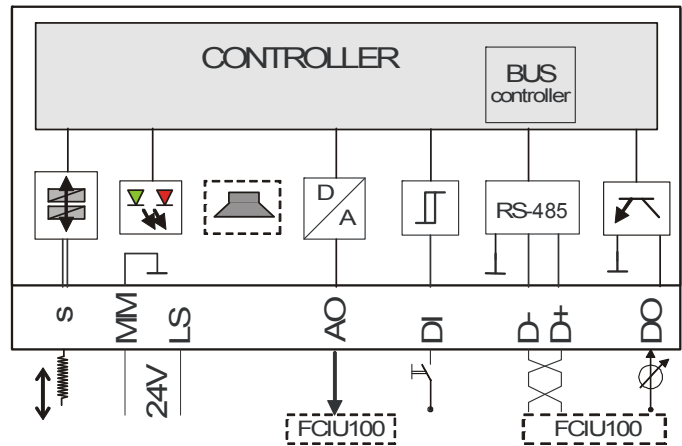 CONTROLLER
BUS
controller
D
A
RS-485
s
MM
LS
AO
DI
D-
D+
DO
24V
FCIU100
FCIU100